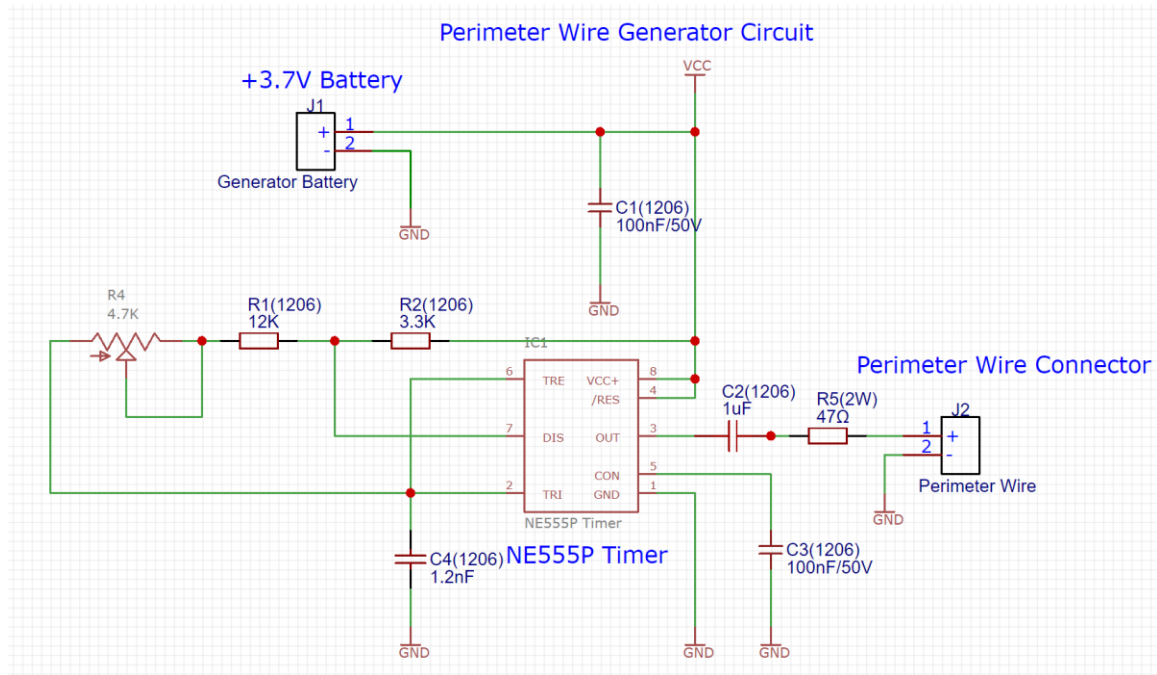 Perimeter Wire Generator Circuit
VCC
+3.7V Battery
J1
+ 1
- 2
Generator Battery
GND
C1(1206)
100nF/50V
GND
R4
4.7K
R1(1206)
12K
R2(1206)
3.3K
IC1
6 TRE VCC+ 8
/RES 4
7 DIS OUT 3
CON 5
2 TRI GND 1
NE555P Timer
NE555P Timer
C2(1206)
1uF
R5(2W)
47Ω
Perimeter Wire Connector
J2
1 +
2 -
Perimeter Wire
GND
C4(1206)
1.2nF
GND
GND
C3(1206)
100nF/50V
GND